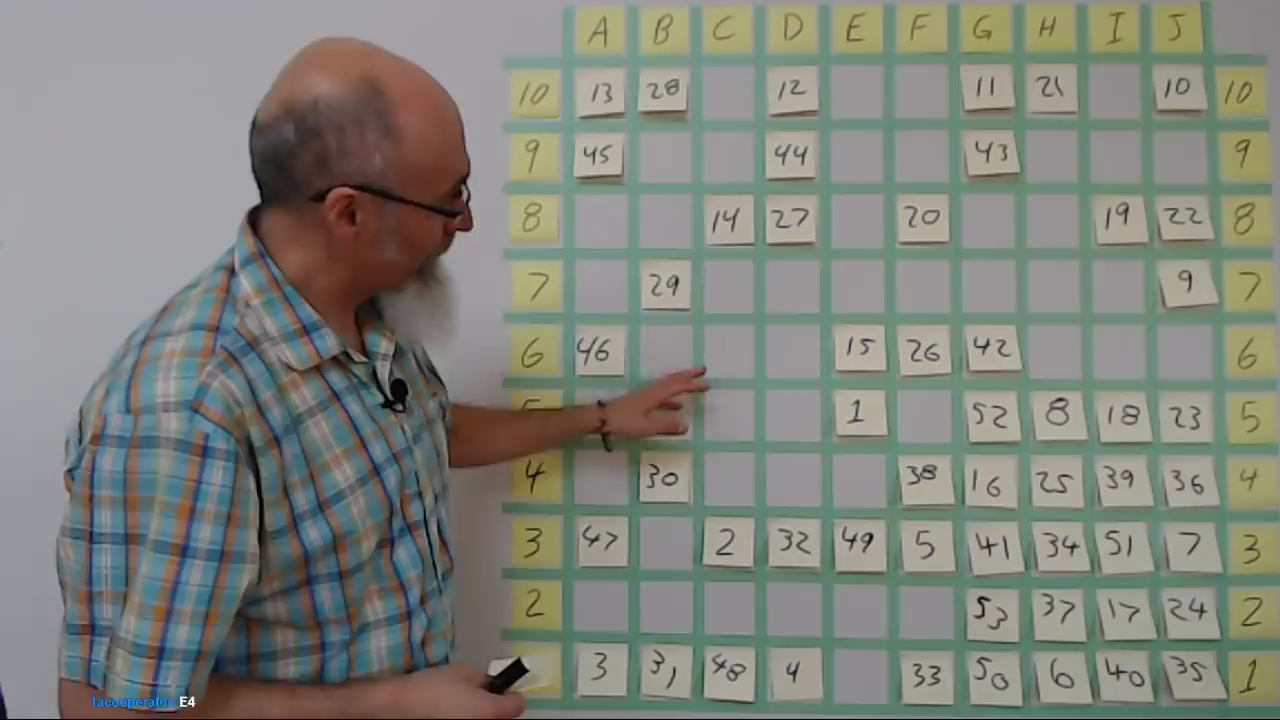 A B C D E F G H I J
10 13 28 12 11 21 10 10
9 45 44 43 9
8 14 27 20 19 22 8
7 29 9 7
6 46 15 26 42 6
1 52 8 18 23 5
4 30 38 16 25 39 36 4
3 47 2 32 49 5 41 34 51 7 3
2 53 37 17 24 2
3 31 48 4 33 50 6 40 35 1
tacooperator E4